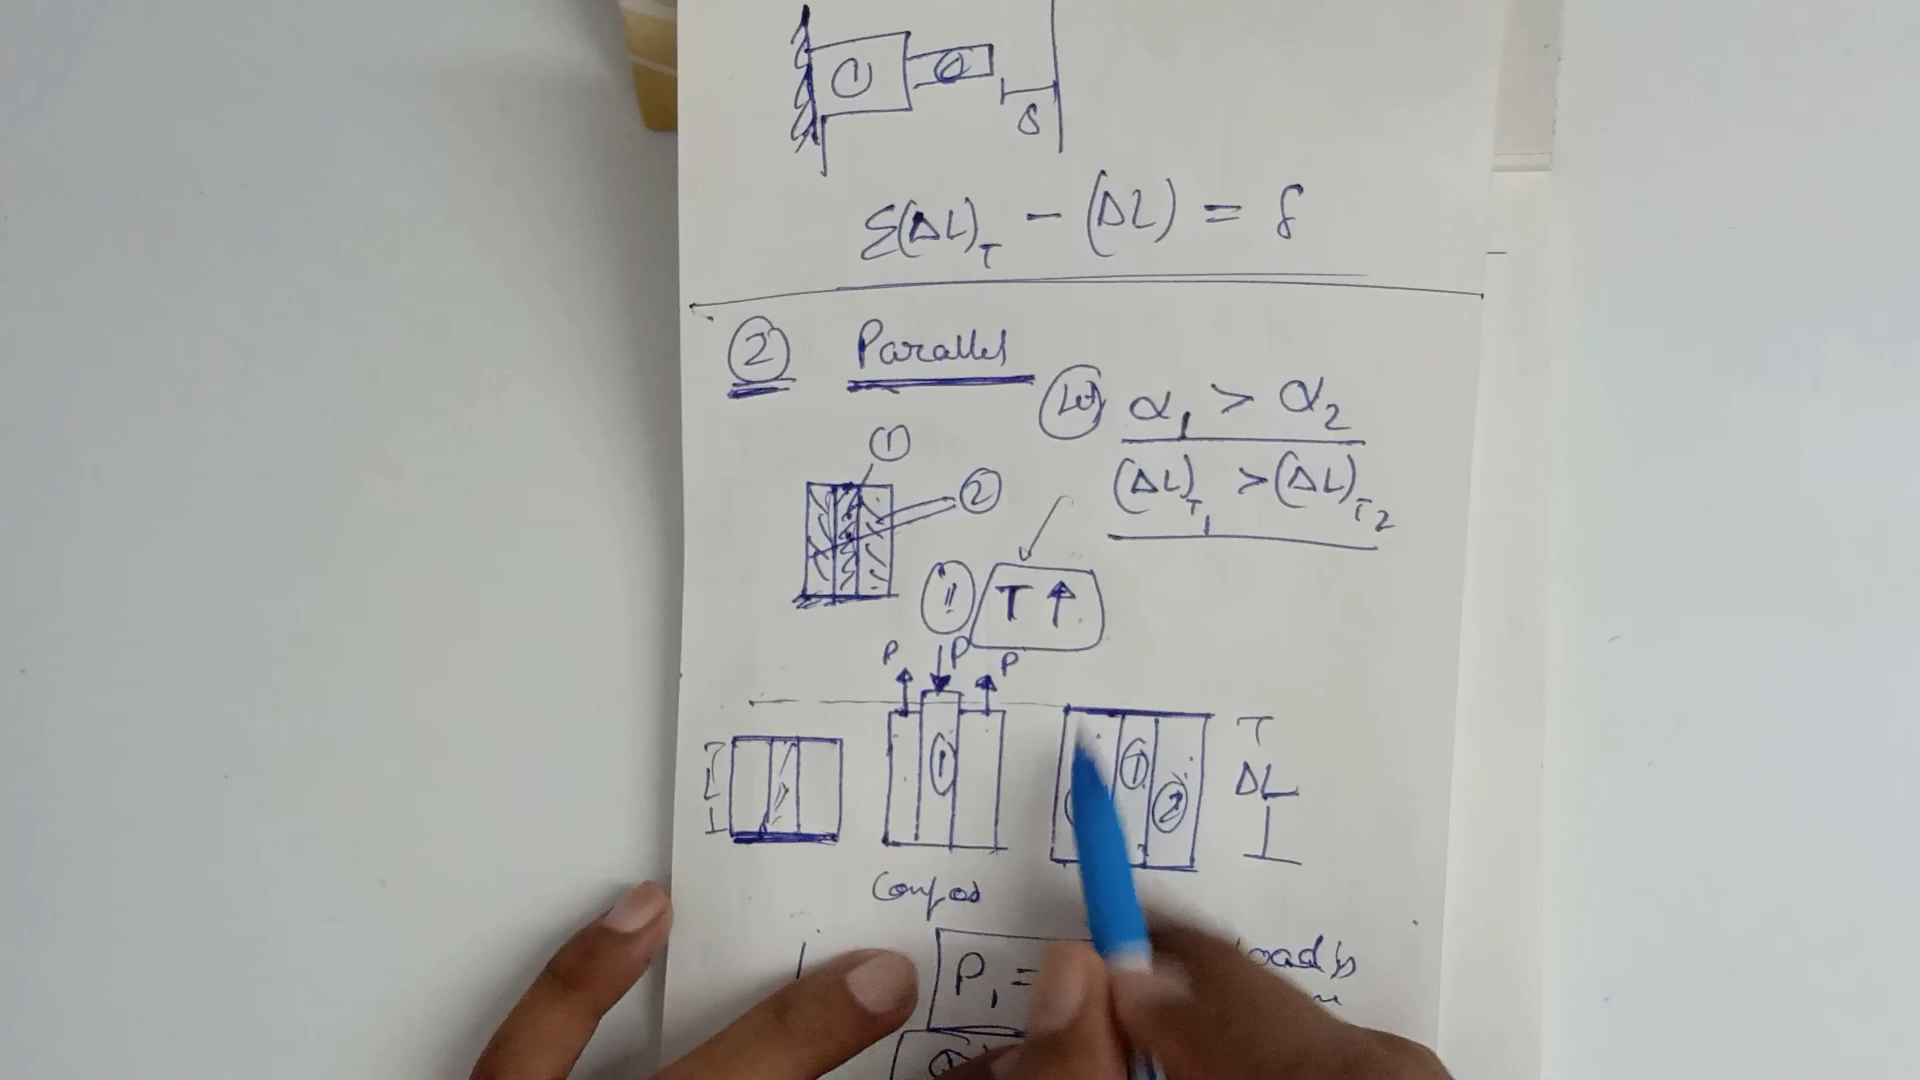 ① ②
δ
Σ(ΔL)T - (ΔL) = δ
② Parallel
Let α1 > α2
①
(ΔL)T1 > (ΔL)T2
②
T ↑
P P P
L ① ① ② T
ΔL
P1 =